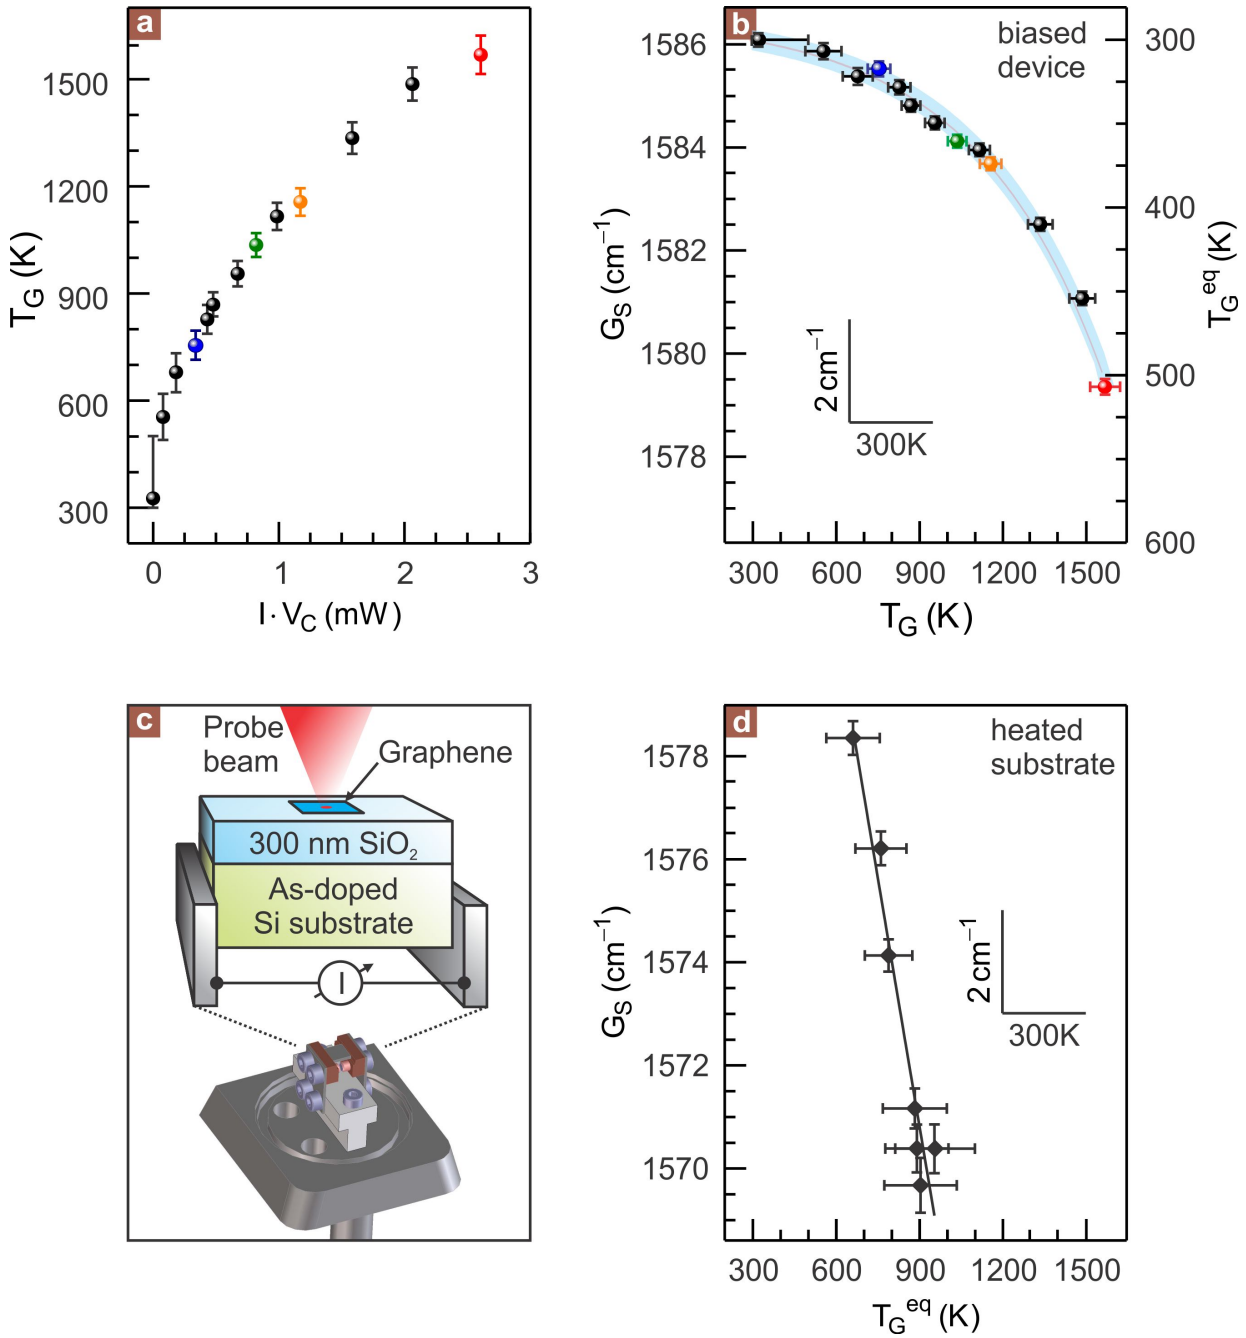 a
1500
1200
900
600
300
T_G (K)
0
1
2
3
I · V_C (mW)
b
biased
device
1586
1584
1582
1580
1578
G_S (cm⁻¹)
300
400
500
600
T_G^eq (K)
2 cm⁻¹
300K
300
600
900
1200
1500
T_G (K)
c
Probe
beam
Graphene
300 nm SiO₂
As-doped
Si substrate
I
d
heated
substrate
1578
1576
1574
1572
1570
G_S (cm⁻¹)
2 cm⁻¹
300K
300
600
900
1200
1500
T_G^eq (K)